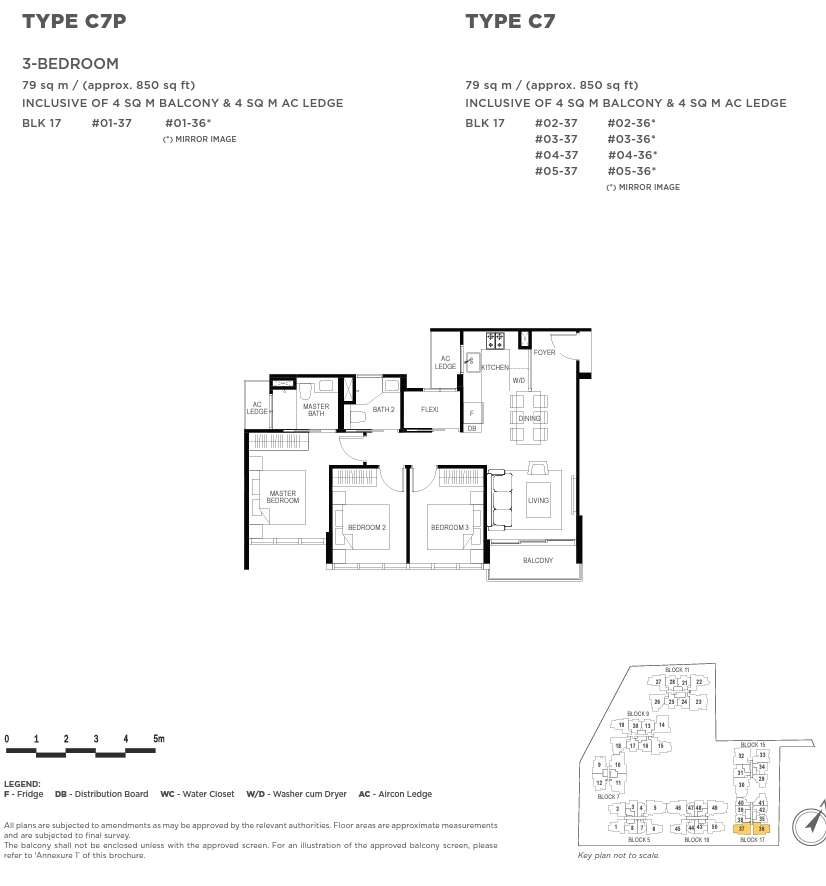 TYPE C7P
3-BEDROOM
79 sq m / (approx. 850 sq ft)
INCLUSIVE OF 4 SQ M BALCONY & 4 SQ M AC LEDGE
BLK 17 #01-37 #01-36*
(*) MIRROR IMAGE
TYPE C7
79 sq m / (approx. 850 sq ft)
INCLUSIVE OF 4 SQ M BALCONY & 4 SQ M AC LEDGE
BLK 17 #02-37 #02-36*
#03-37 #03-36*
#04-37 #04-36*
#05-37 #05-36*
(*) MIRROR IMAGE
AC
LEDGE
KITCHEN
FOYER
W/D
AC
LEDGE
MASTER
BATH
BATH 2
FLEXI
F
DB
DINING
MASTER
BEDROOM
BEDROOM 2
BEDROOM 3
LIVING
BALCONY
0 1 2 3 4 5m
LEGEND:
F - Fridge DB - Distribution Board WC - Water Closet W/D - Washer cum Dryer AC - Aircon Ledge
All plans are subjected to amendments as may be approved by the relevant authorities. Floor areas are approximate measurements
and are subjected to final survey.
The balcony shall not be enclosed unless with the approved screen. For an illustration of the approved balcony screen, please
refer to 'Annexure 1' of this brochure.
BLOCK 11
27 28 21 22
26 25 24 23
BLOCK 9
19 20 13 14
18 17 16 15
9 10
12 11
BLOCK 7
BLOCK 15
32 33
34
31
29
30
2 3 4 5
1 8 7 6
BLOCK 5
46 47 48 49
45 44 43 50
BLOCK 19
40 41
39 42
38 35
37 36
BLOCK 17
Key plan not to scale.